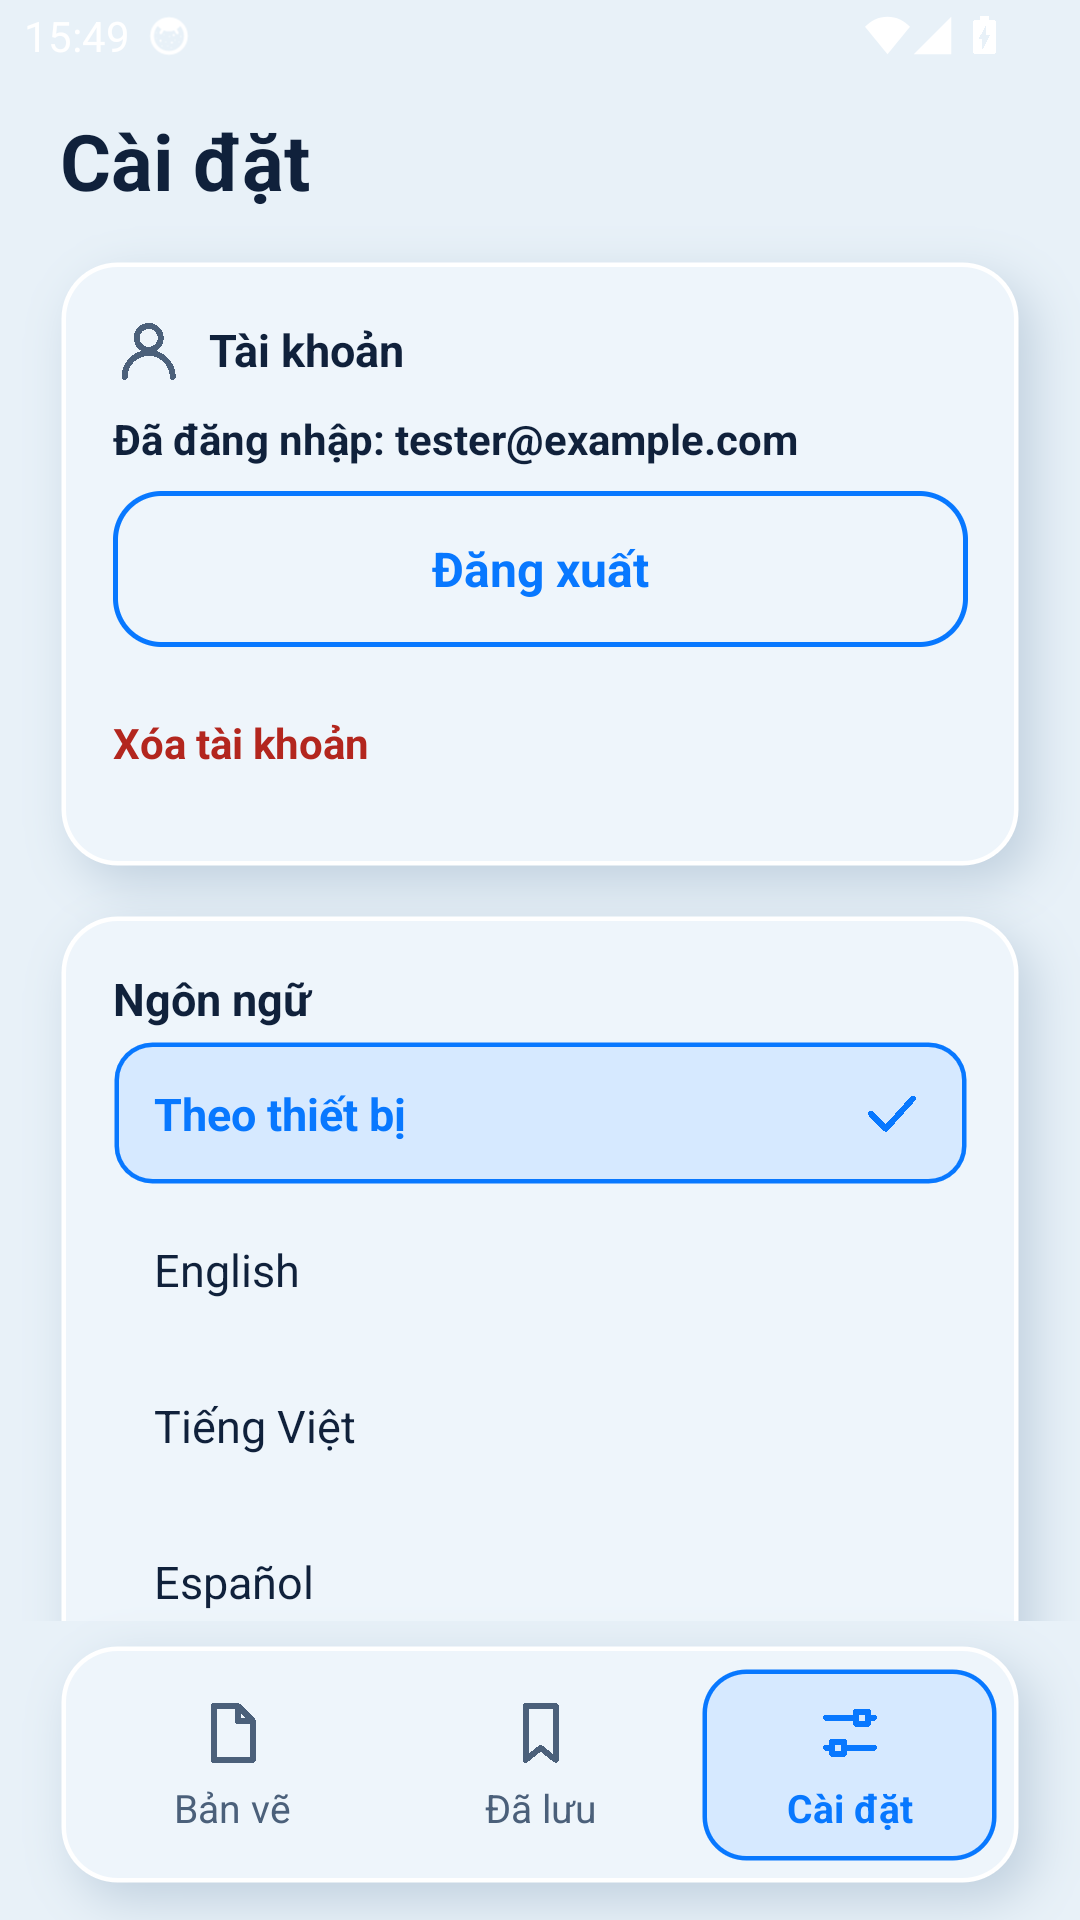 15:49
Cài đặt
Tài khoản
Đã đăng nhập: tester@example.com
Đăng xuất
Xóa tài khoản
Ngôn ngữ
Theo thiết bị
English
Tiếng Việt
Español
Bản vẽ
Đã lưu
Cài đặt